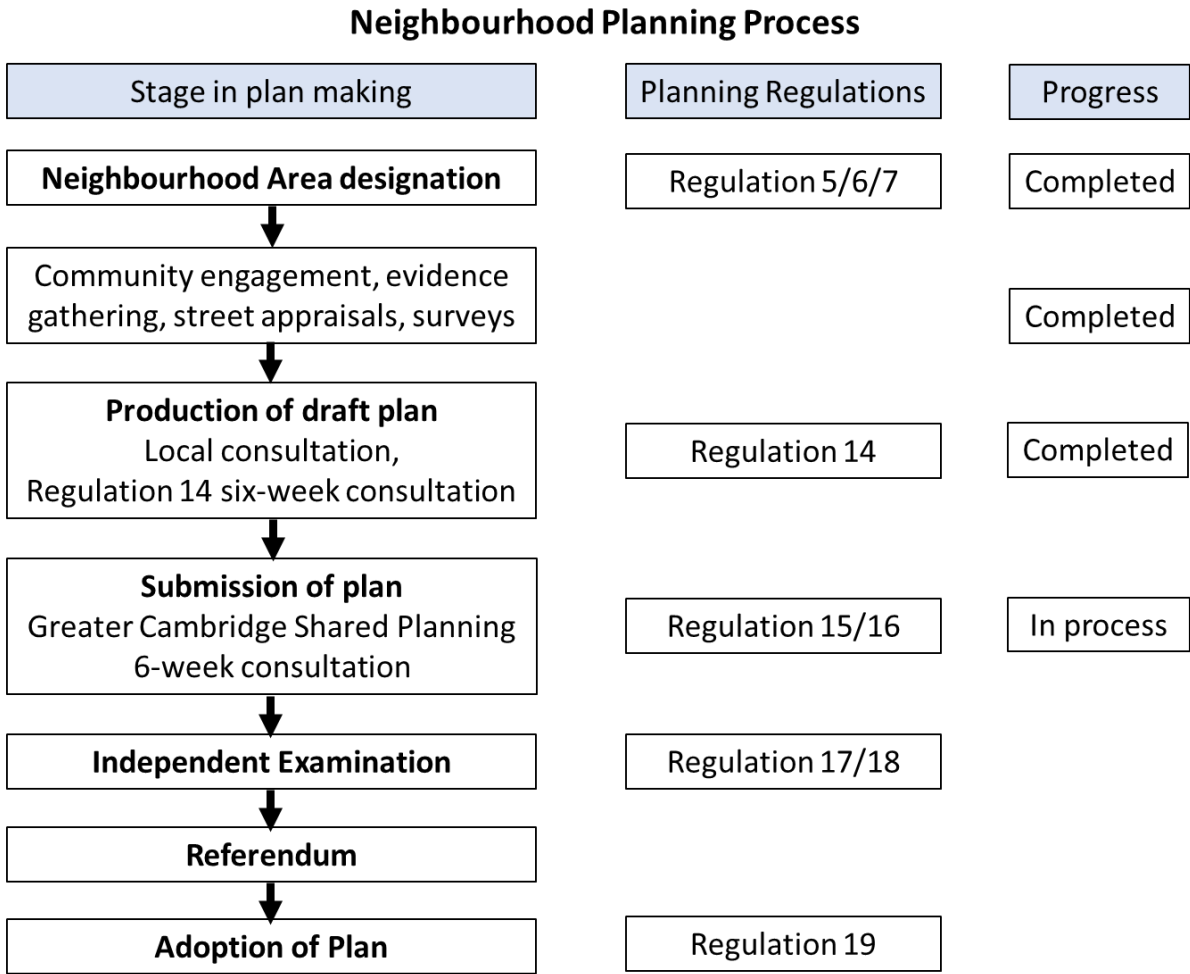 Neighbourhood Planning Process
Stage in plan making
Planning Regulations
Progress
Neighbourhood Area designation
Regulation 5/6/7
Completed
Community engagement, evidence
gathering, street appraisals, surveys
Completed
Production of draft plan
Local consultation,
Regulation 14 six-week consultation
Regulation 14
Completed
Submission of plan
Greater Cambridge Shared Planning
6-week consultation
Regulation 15/16
In process
Independent Examination
Regulation 17/18
Referendum
Adoption of Plan
Regulation 19